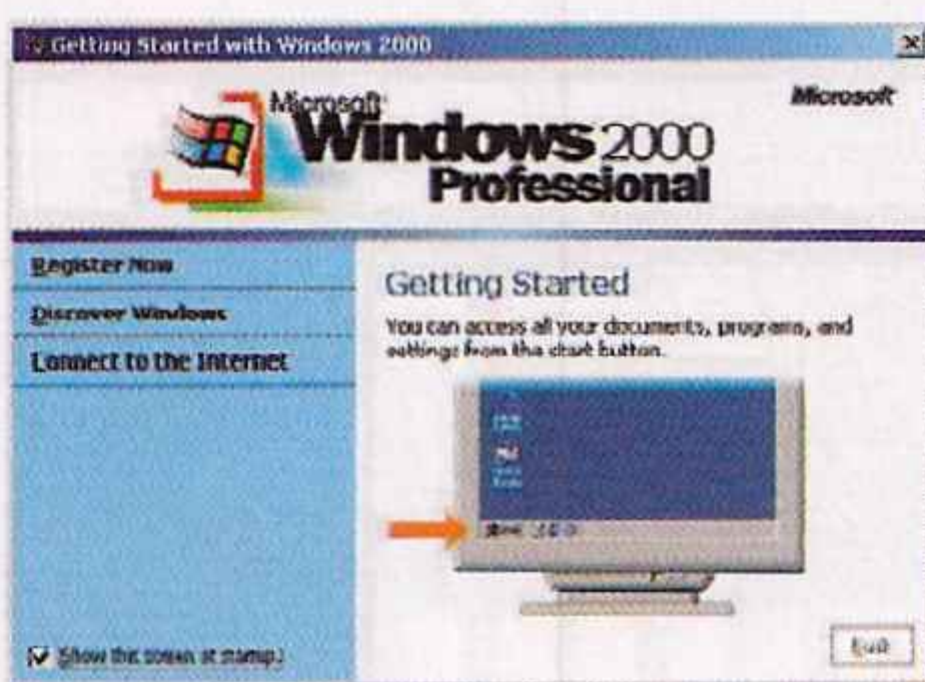 Getting Started with Windows 2000
Microsoft
Windows 2000
Professional
Microsoft
Register Now
Discover Windows
Connect to the Internet
Getting Started
You can access all your documents, programs, and
settings from the start button.
Show this screen at startup.
Exit